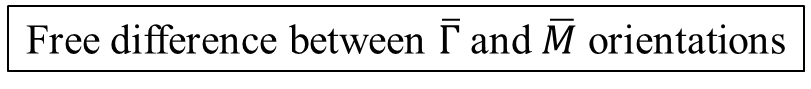 Free difference between Γ̅ and M̅ orientations